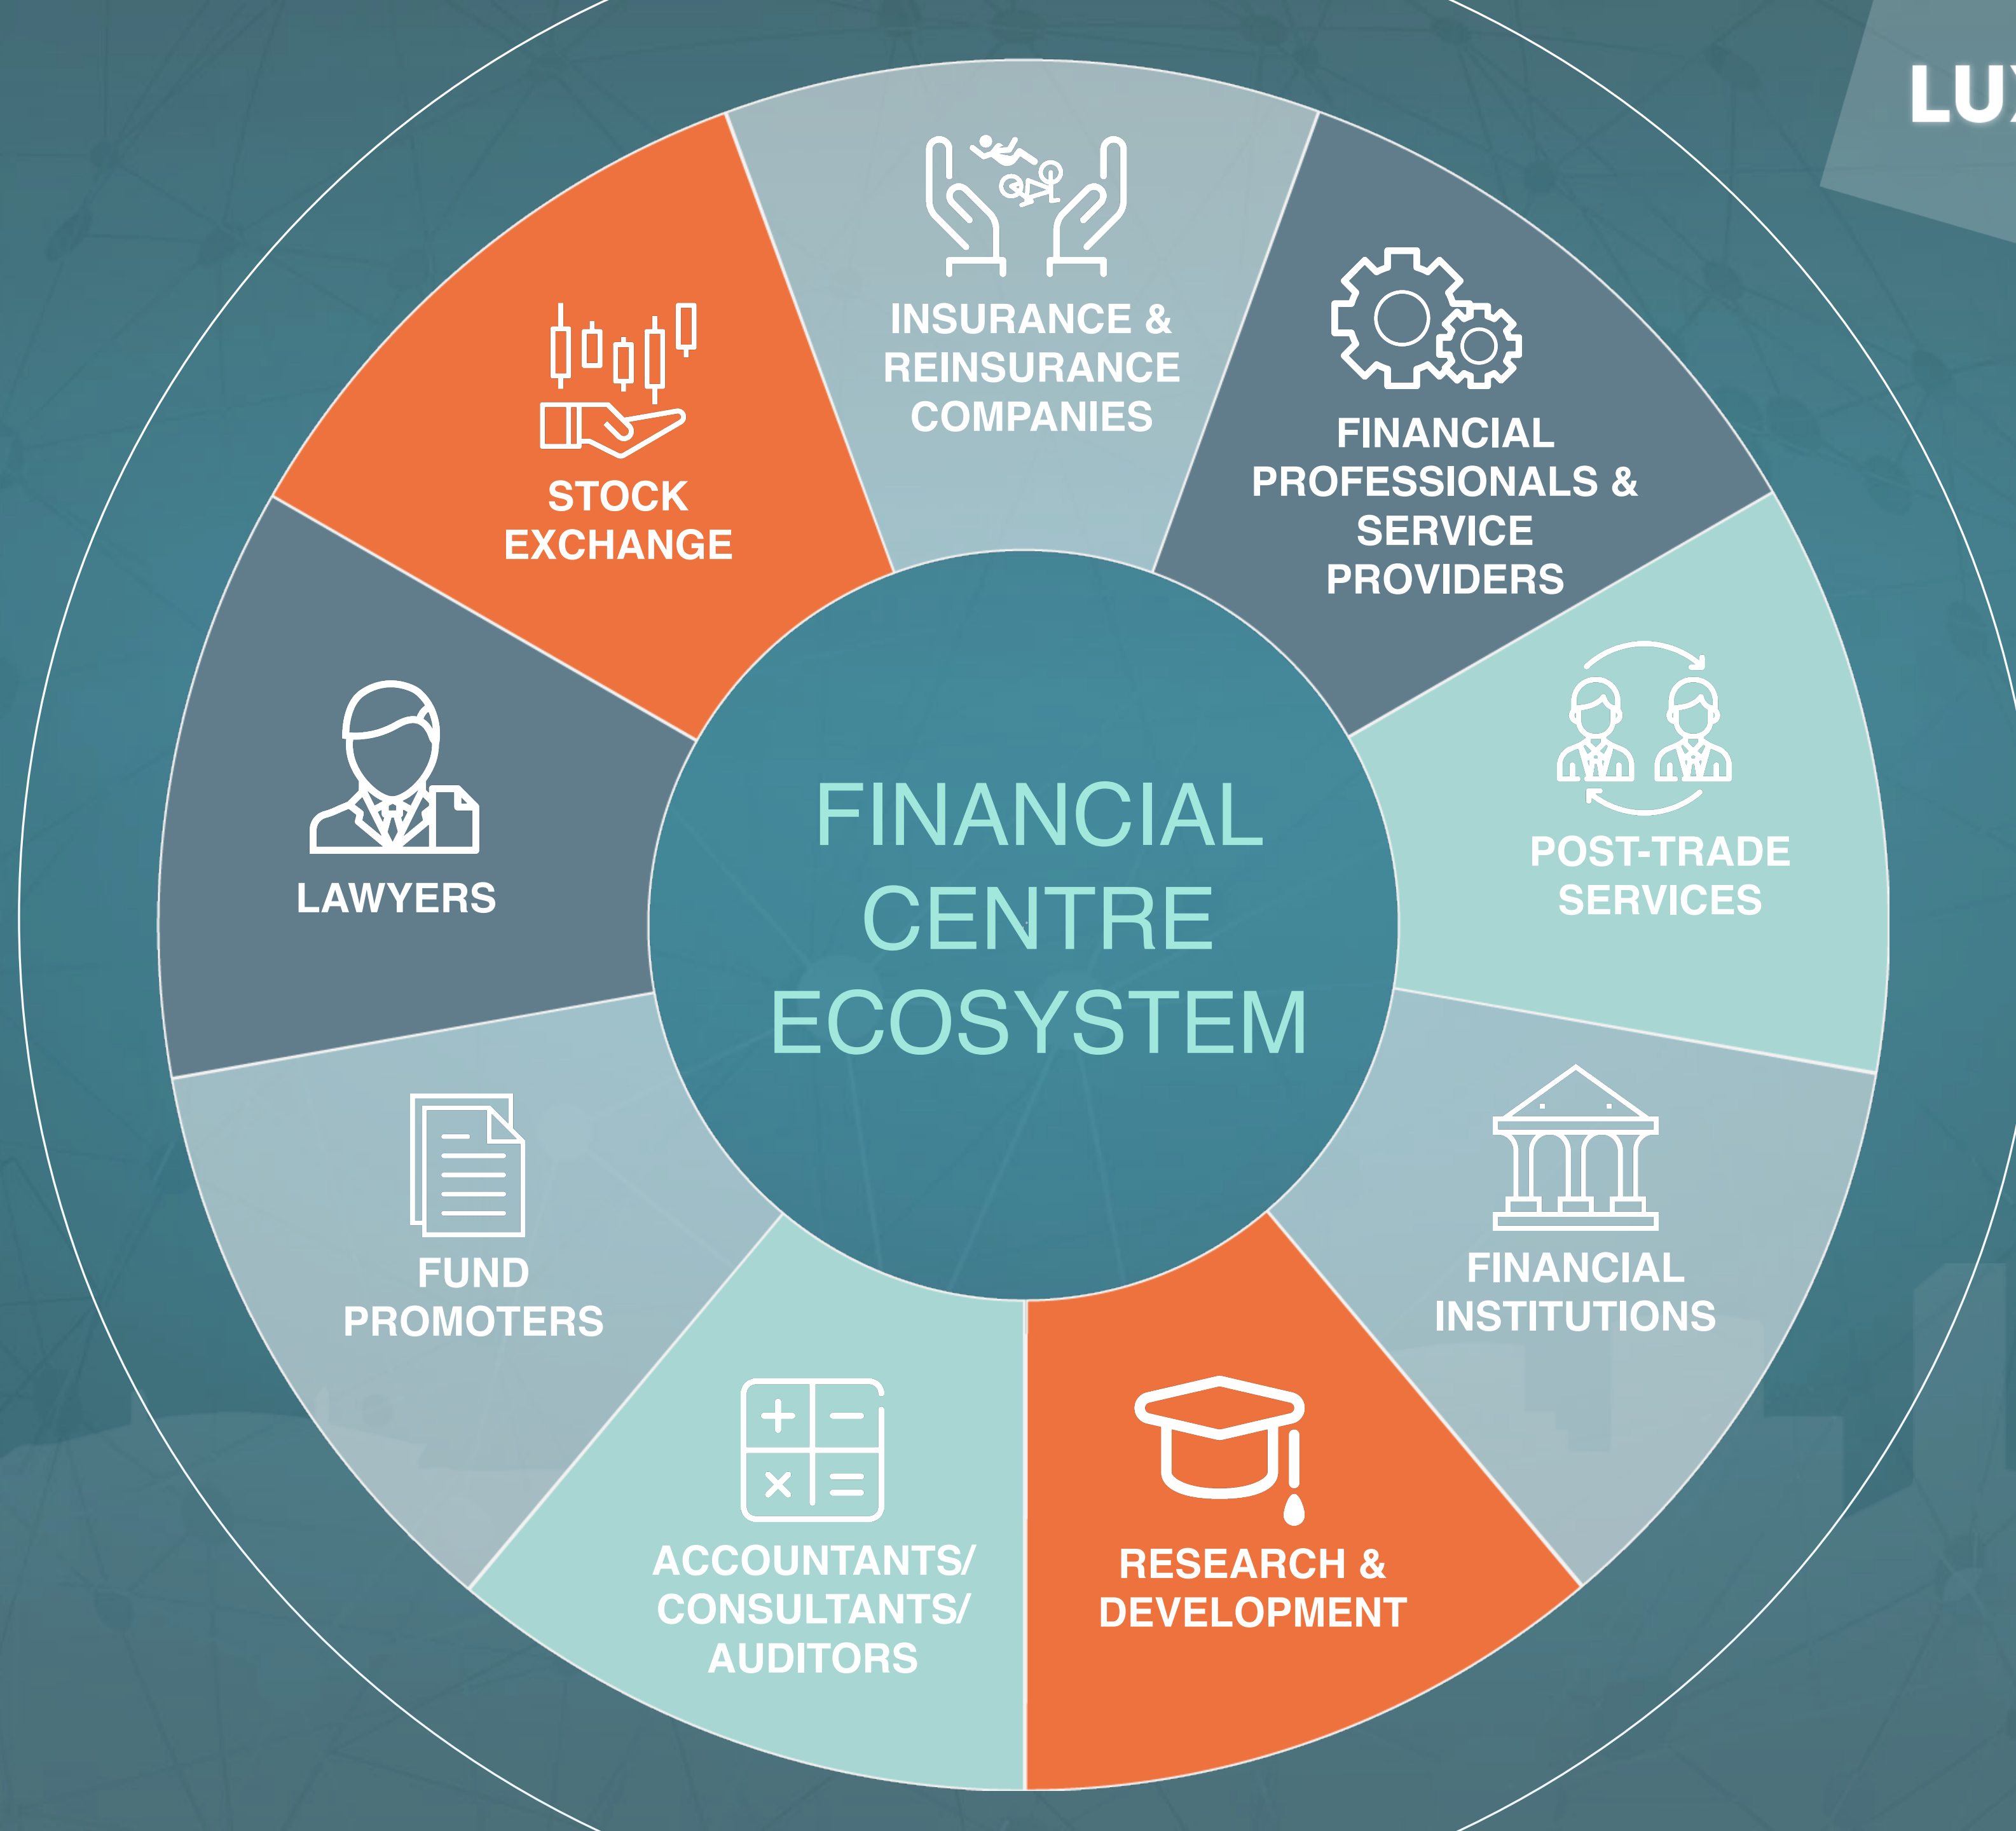 INSURANCE &
REINSURANCE
COMPANIES
FINANCIAL
PROFESSIONALS &
SERVICE
PROVIDERS
POST-TRADE
SERVICES
FINANCIAL
INSTITUTIONS
RESEARCH &
DEVELOPMENT
ACCOUNTANTS/
CONSULTANTS/
AUDITORS
FUND
PROMOTERS
LAWYERS
STOCK
EXCHANGE
FINANCIAL
CENTRE
ECOSYSTEM